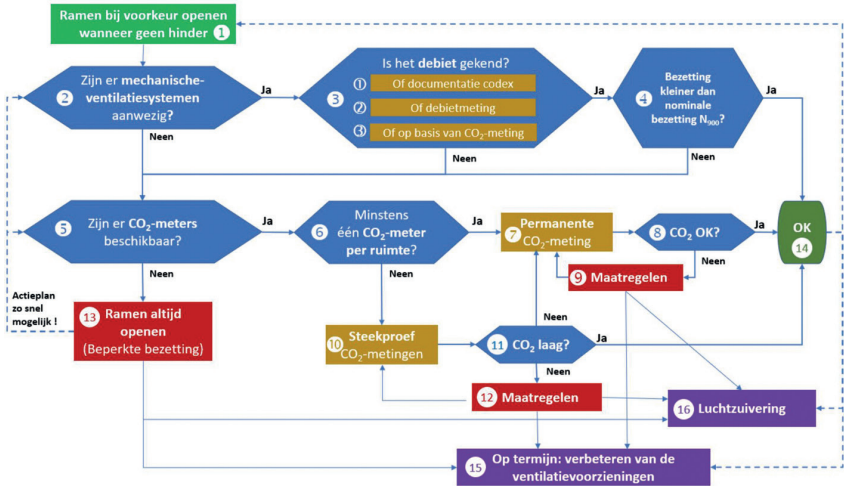 Ramen bij voorkeur openen
wanneer geen hinder 1
2 Zijn er mechanische-
ventilatiesystemen
aanwezig?
Ja
Neen
3 Is het debiet gekend?
① Of documentatie codex
② Of debietmeting
③ Of op basis van CO₂-meting
Ja
Neen
4 Bezetting
kleiner dan
nominale
bezetting N₉₀₀?
Ja
Neen
5 Zijn er CO₂-meters
beschikbaar?
Ja
Neen
6 Minstens
één CO₂-meter
per ruimte?
Ja
Neen
Permanente
7 CO₂-meting
8 CO₂ OK?
Ja
Neen
OK
14
9 Maatregelen
Actieplan
zo snel
mogelijk !
13 Ramen altijd
openen
(Beperkte bezetting)
10 Steekproef
CO₂-metingen
Neen
11 CO₂ laag?
Ja
Neen
12 Maatregelen
16 Luchtzuivering
15 Op termijn: verbeteren van de
ventilatievoorzieningen